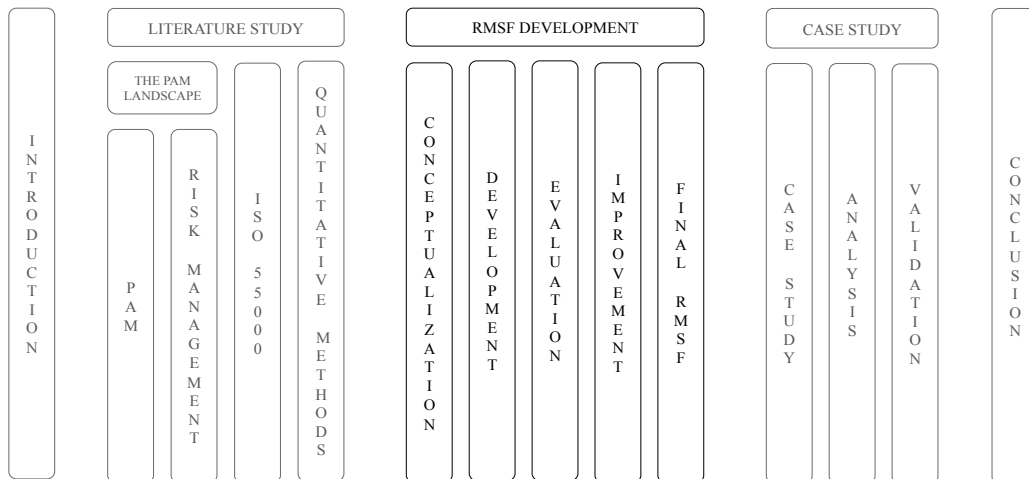 INTRODUCTION
LITERATURE STUDY
THE PAM
LANDSCAPE
PAM
RISK MANAGEMENT
ISO 55000
QUANTITATIVE METHODS
RMSF DEVELOPMENT
CONCEPTUALIZATION
DEVELOPMENT
EVALUATION
IMPROVEMENT
FINAL RMSF
CASE STUDY
CASE STUDY
ANALYSIS
VALIDATION
CONCLUSION